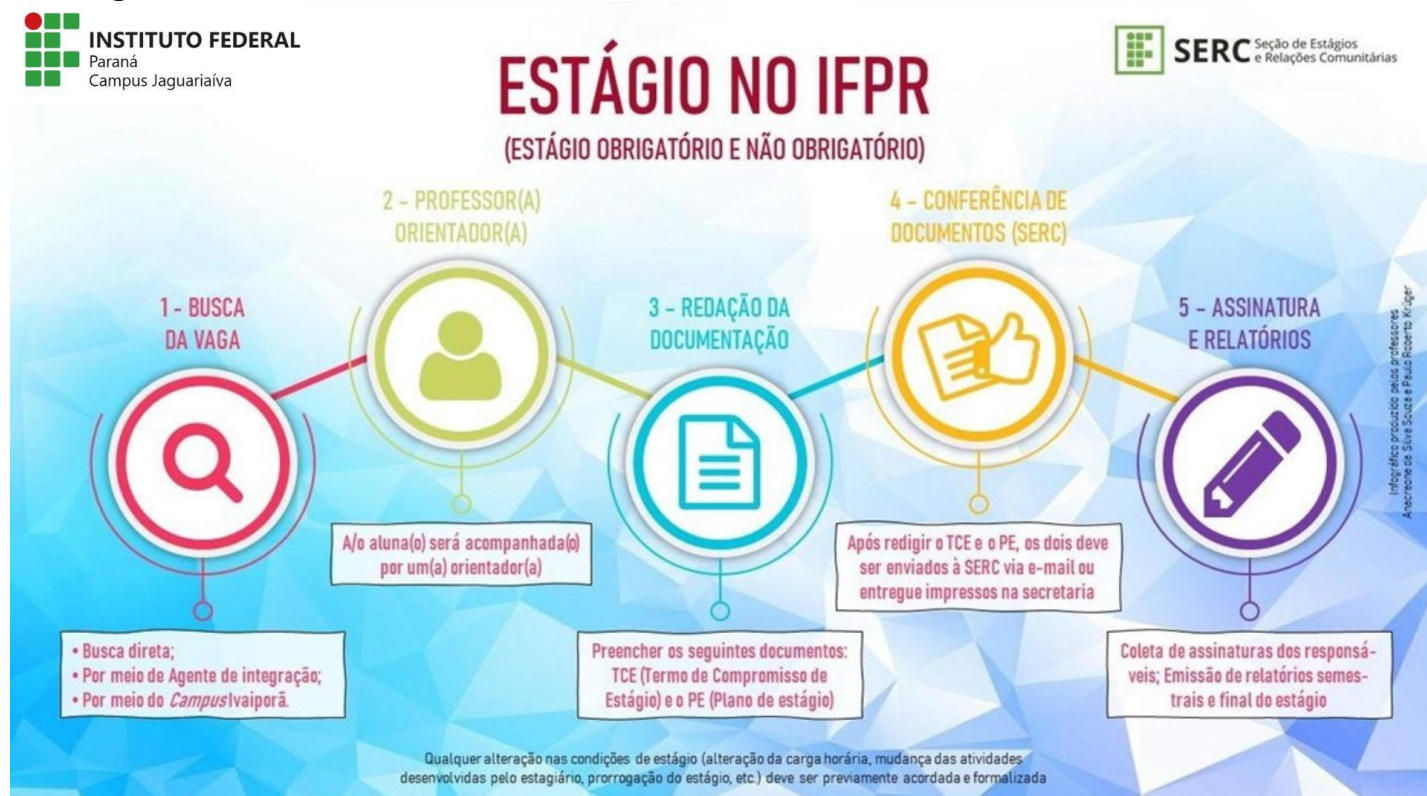 INSTITUTO FEDERAL
Paraná
Campus Jaguariaíva
SERC Seção de Estágios
e Relações Comunitárias
ESTÁGIO NO IFPR
(ESTÁGIO OBRIGATÓRIO E NÃO OBRIGATÓRIO)
1 - BUSCA
DA VAGA
• Busca direta;
• Por meio de Agente de integração;
• Por meio do Campus Ivaiporã.
2 - PROFESSOR(A)
ORIENTADOR(A)
A/o aluna(o) será acompanhada(o)
por um(a) orientador(a)
3 - REDAÇÃO DA
DOCUMENTAÇÃO
Preencher os seguintes documentos:
TCE (Termo de Compromisso de
Estágio) e o PE (Plano de estágio)
4 - CONFERÊNCIA DE
DOCUMENTOS (SERC)
Após redigir o TCE e o PE, os dois deve
ser enviados à SERC via e-mail ou
entregue impressos na secretaria
5 - ASSINATURA
E RELATÓRIOS
Coleta de assinaturas dos responsá-
veis; Emissão de relatórios semes-
trais e final do estágio
Infográfico produzido pelos professores
Anecreone da Silva Souza e Paulo Roberto Krüger
Qualquer alteração nas condições de estágio (alteração da carga horária, mudança das atividades
desenvolvidas pelo estagiário, prorrogação do estágio, etc.) deve ser previamente acordada e formalizada